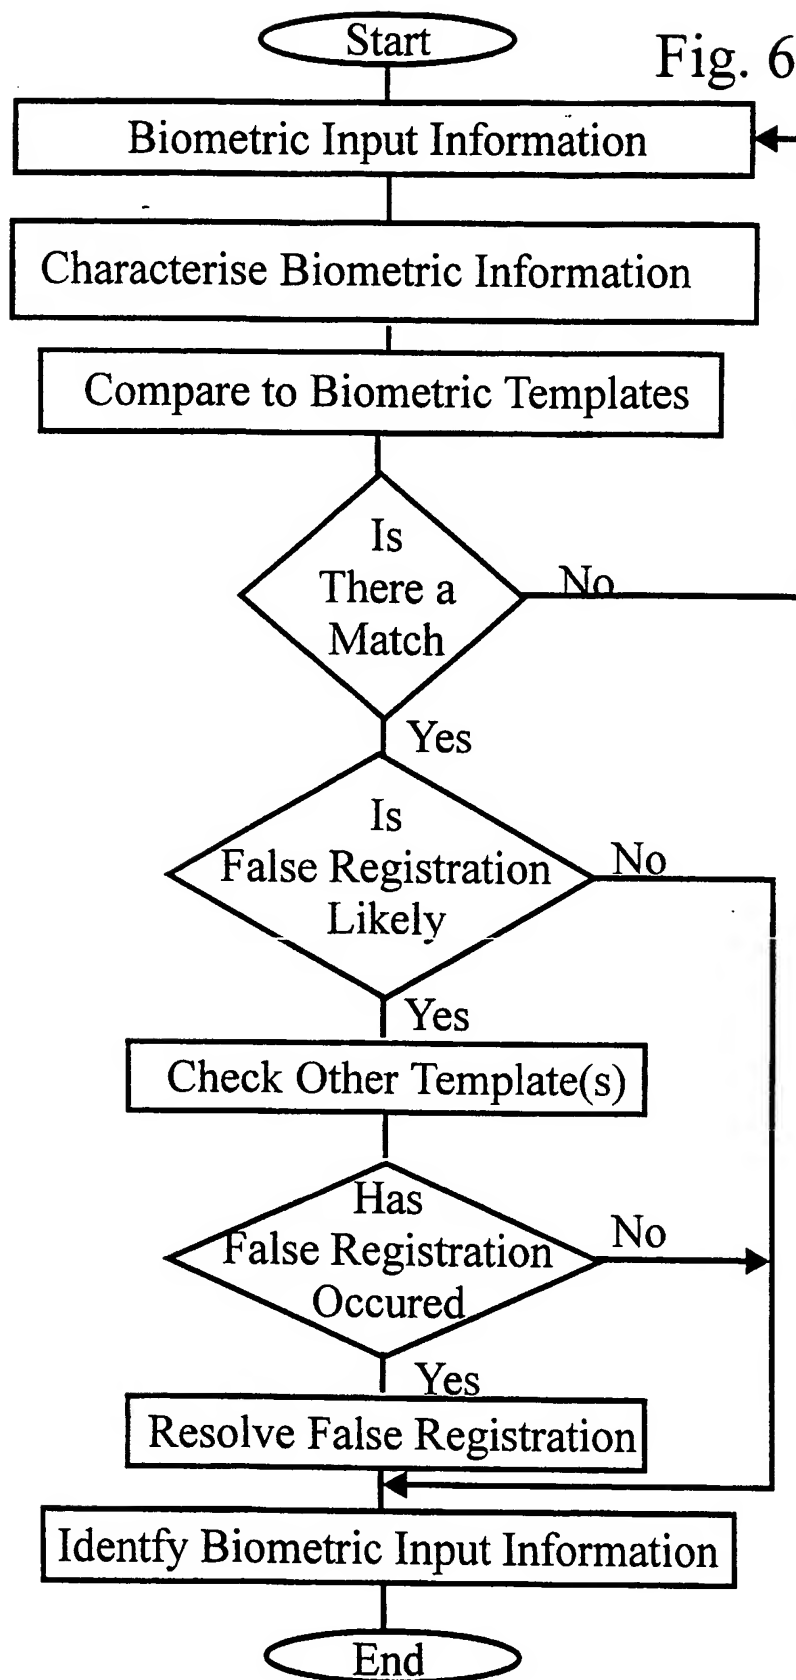 Start
Fig. 6
Biometric Input Information
Characterise Biometric Information
Compare to Biometric Templates
Is
There a
Match
No
Yes
Is
False Registration
Likely
No
Yes
Check Other Template(s)
Has
False Registration
Occured
No
Yes
Resolve False Registration
Identfy Biometric Input Information
End